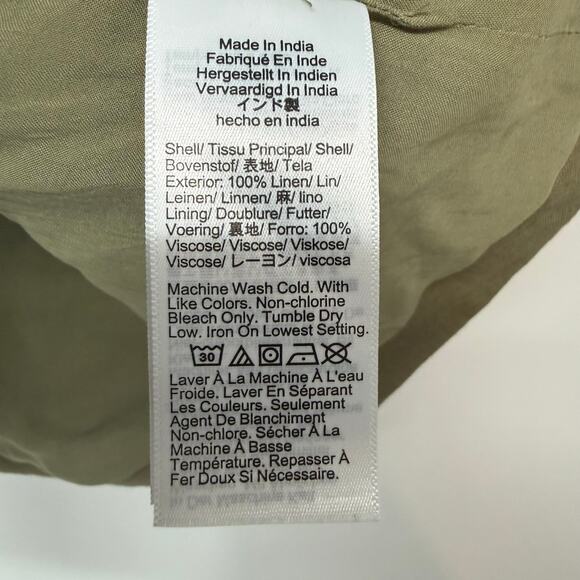 Made In India
Fabriqué En Inde
Hergestellt In Indien
Vervaardigd In India
インド製
hecho en india
Shell/ Tissu Principal/ Shell/
Bovenstof/ 表地/ Tela
Exterior: 100% Linen/ Lin/
Leinen/ Linnen/ 麻/ lino
Lining/ Doublure/ Futter/
Voering/ 裏地/ Forro: 100%
Viscose/ Viscose/ Viskose/
Viscose/ レーヨン/ viscosa
Machine Wash Cold. With
Like Colors. Non-chlorine
Bleach Only. Tumble Dry
Low. Iron On Lowest Setting.
30
Laver À La Machine À L'eau
Froide. Laver En Séparant
Les Couleurs. Seulement
Agent De Blanchiment
Non-chlore. Sécher À La
Machine À Basse
Température. Repasser À
Fer Doux Si Nécessaire.